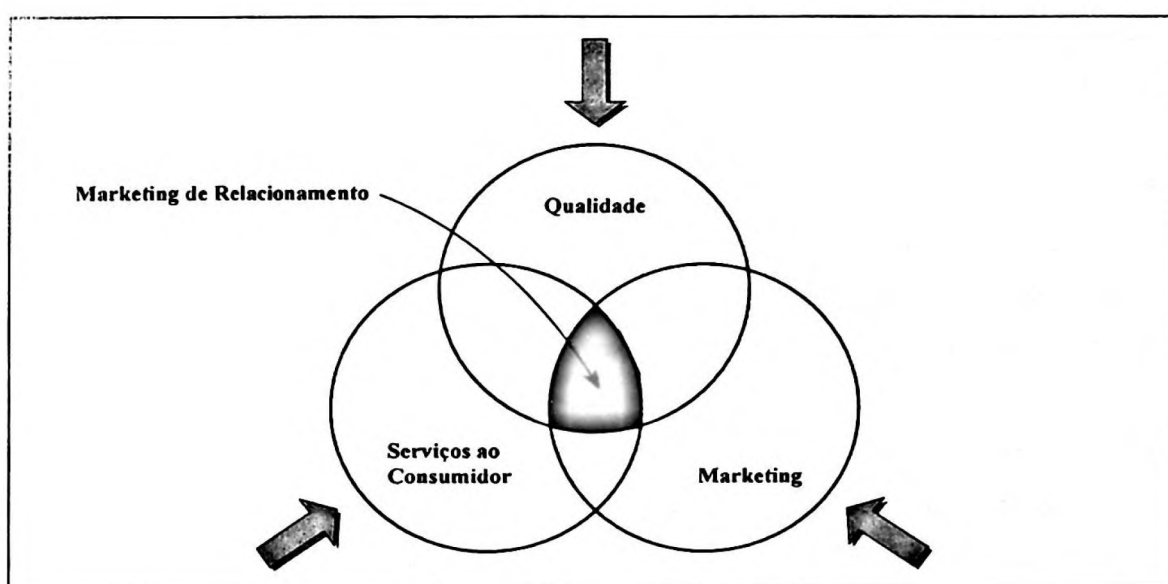 Qualidade
Marketing de Relacionamento
Serviços ao
Consumidor
Marketing